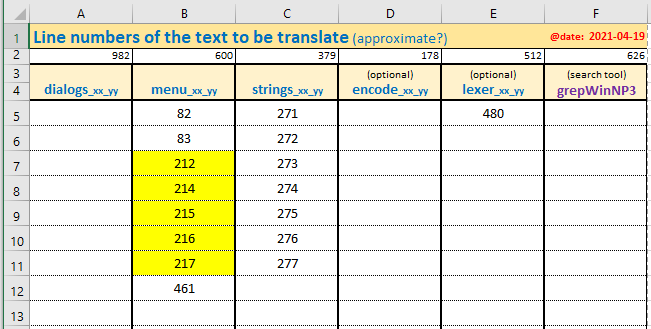 A B C D E F
1 Line numbers of the text to be translate (approximate?) @date: 2021-04-19
2 982 600 379 178 512 626
3 (optional) (optional) (search tool)
4 dialogs_xx_yy menu_xx_yy strings_xx_yy encode_xx_yy lexer_xx_yy grepWinNP3
5 82 271 480
6 83 272
7 212 273
8 214 274
9 215 275
10 216 276
11 217 277
12 461
13